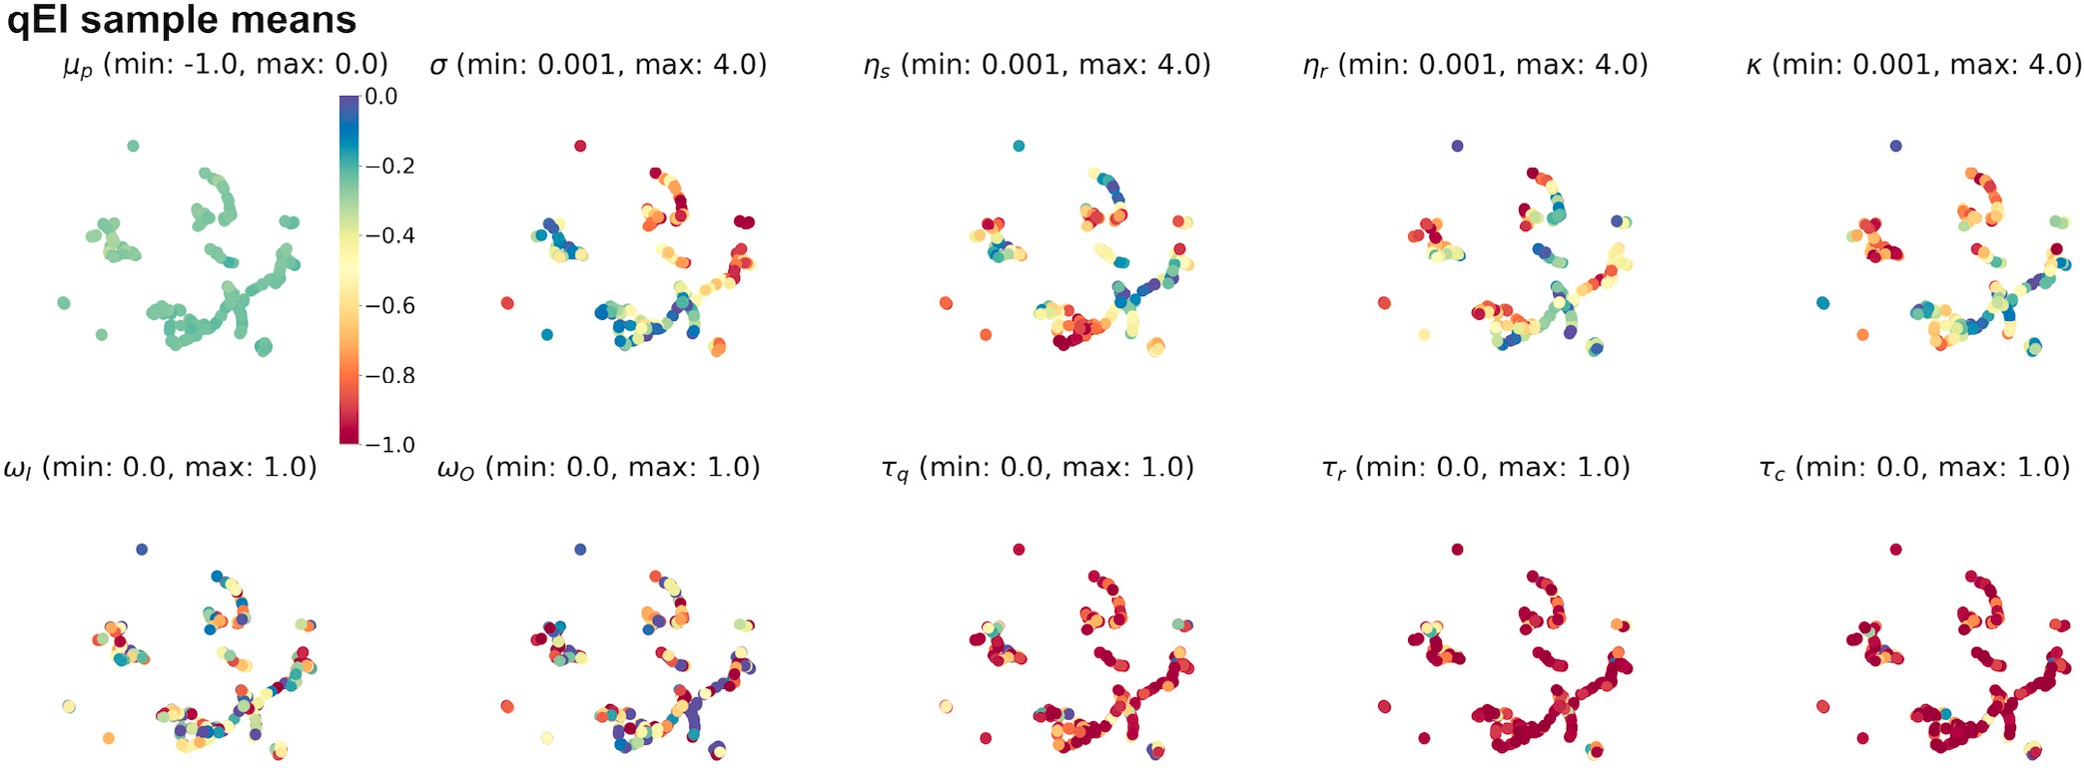 qEI sample means
μp (min: -1.0, max: 0.0)
σ (min: 0.001, max: 4.0)
ηs (min: 0.001, max: 4.0)
ηr (min: 0.001, max: 4.0)
κ (min: 0.001, max: 4.0)
0.0
−0.2
−0.4
−0.6
−0.8
−1.0
ωI (min: 0.0, max: 1.0)
ωO (min: 0.0, max: 1.0)
τq (min: 0.0, max: 1.0)
τr (min: 0.0, max: 1.0)
τc (min: 0.0, max: 1.0)